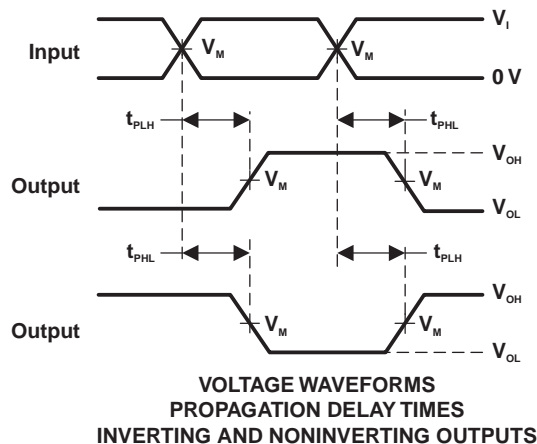 V_I
Input V_M V_M
0 V
t_PLH t_PHL
V_OH
Output V_M V_M
V_OL
t_PHL t_PLH
V_OH
Output V_M V_M
V_OL
VOLTAGE WAVEFORMS
PROPAGATION DELAY TIMES
INVERTING AND NONINVERTING OUTPUTS